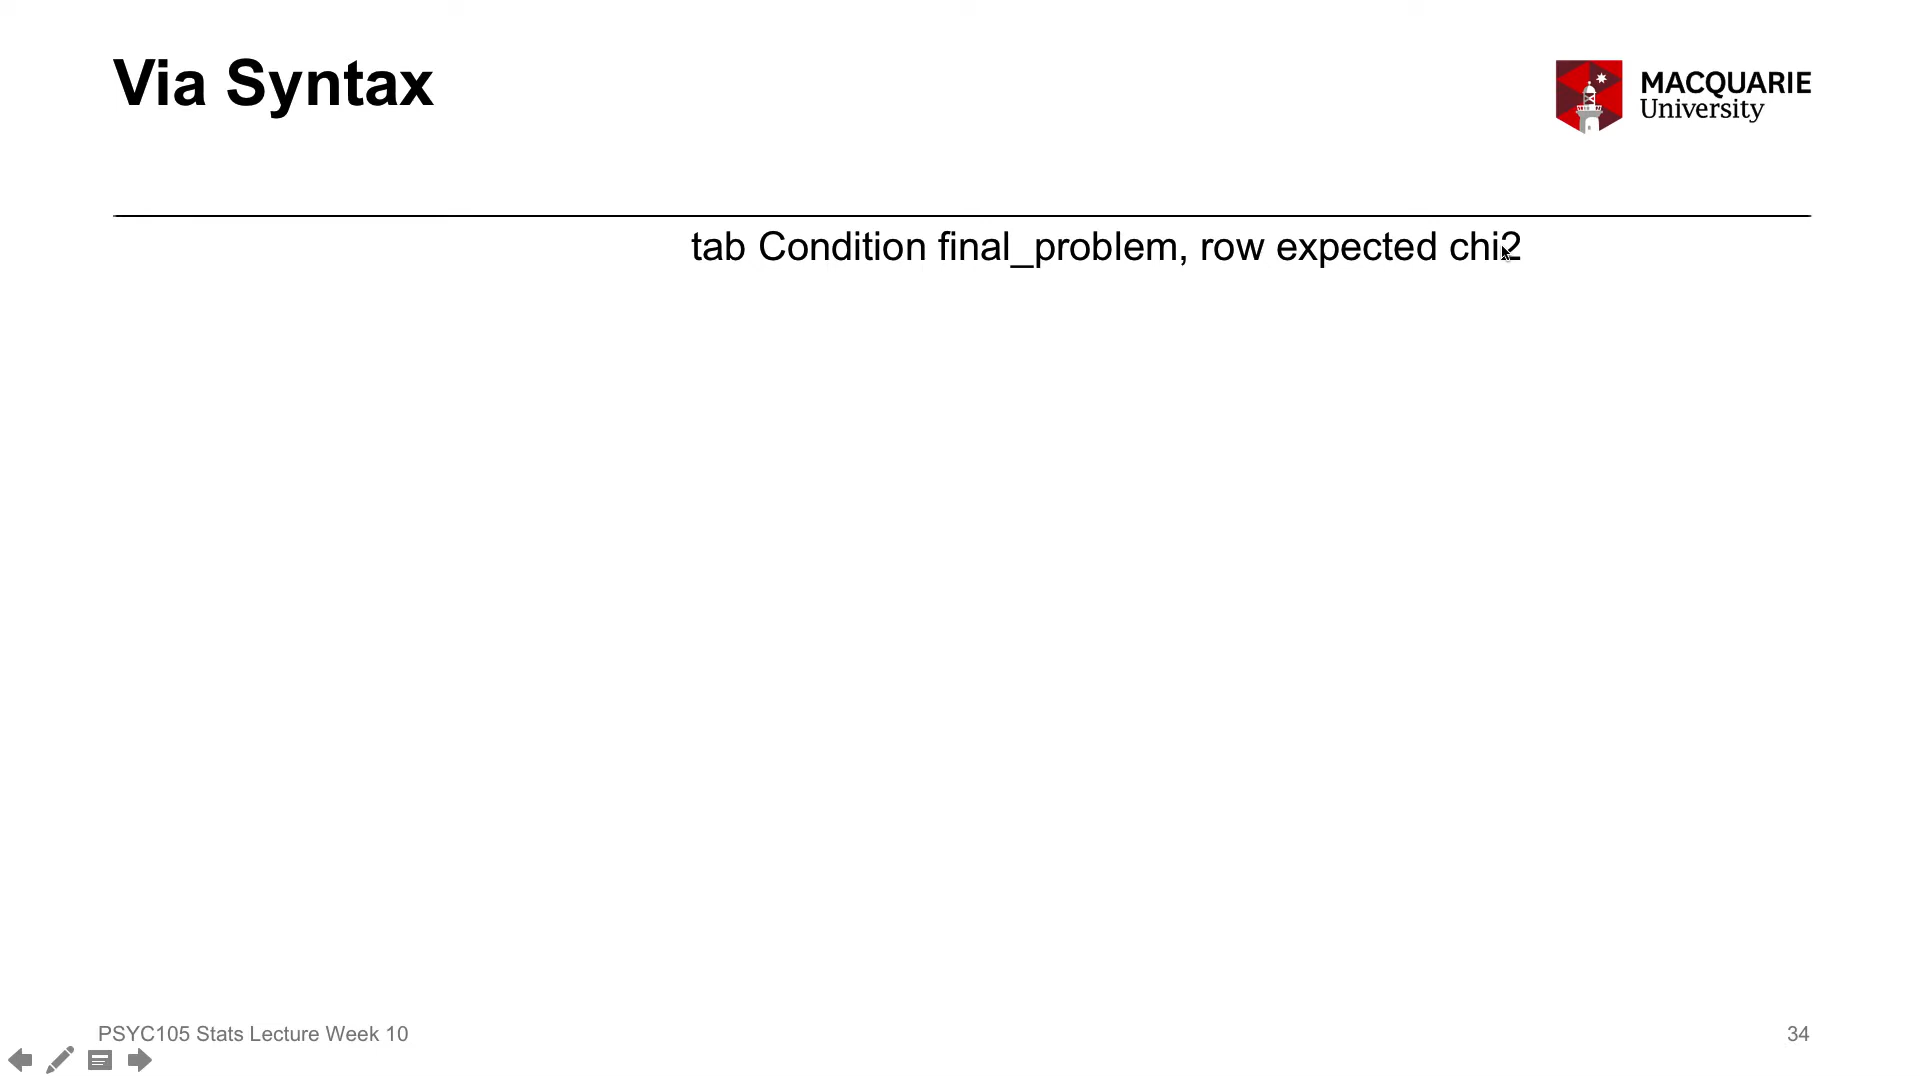 Via Syntax
MACQUARIE
University
tab Condition final_problem, row expected chi2
PSYC105 Stats Lecture Week 10
34